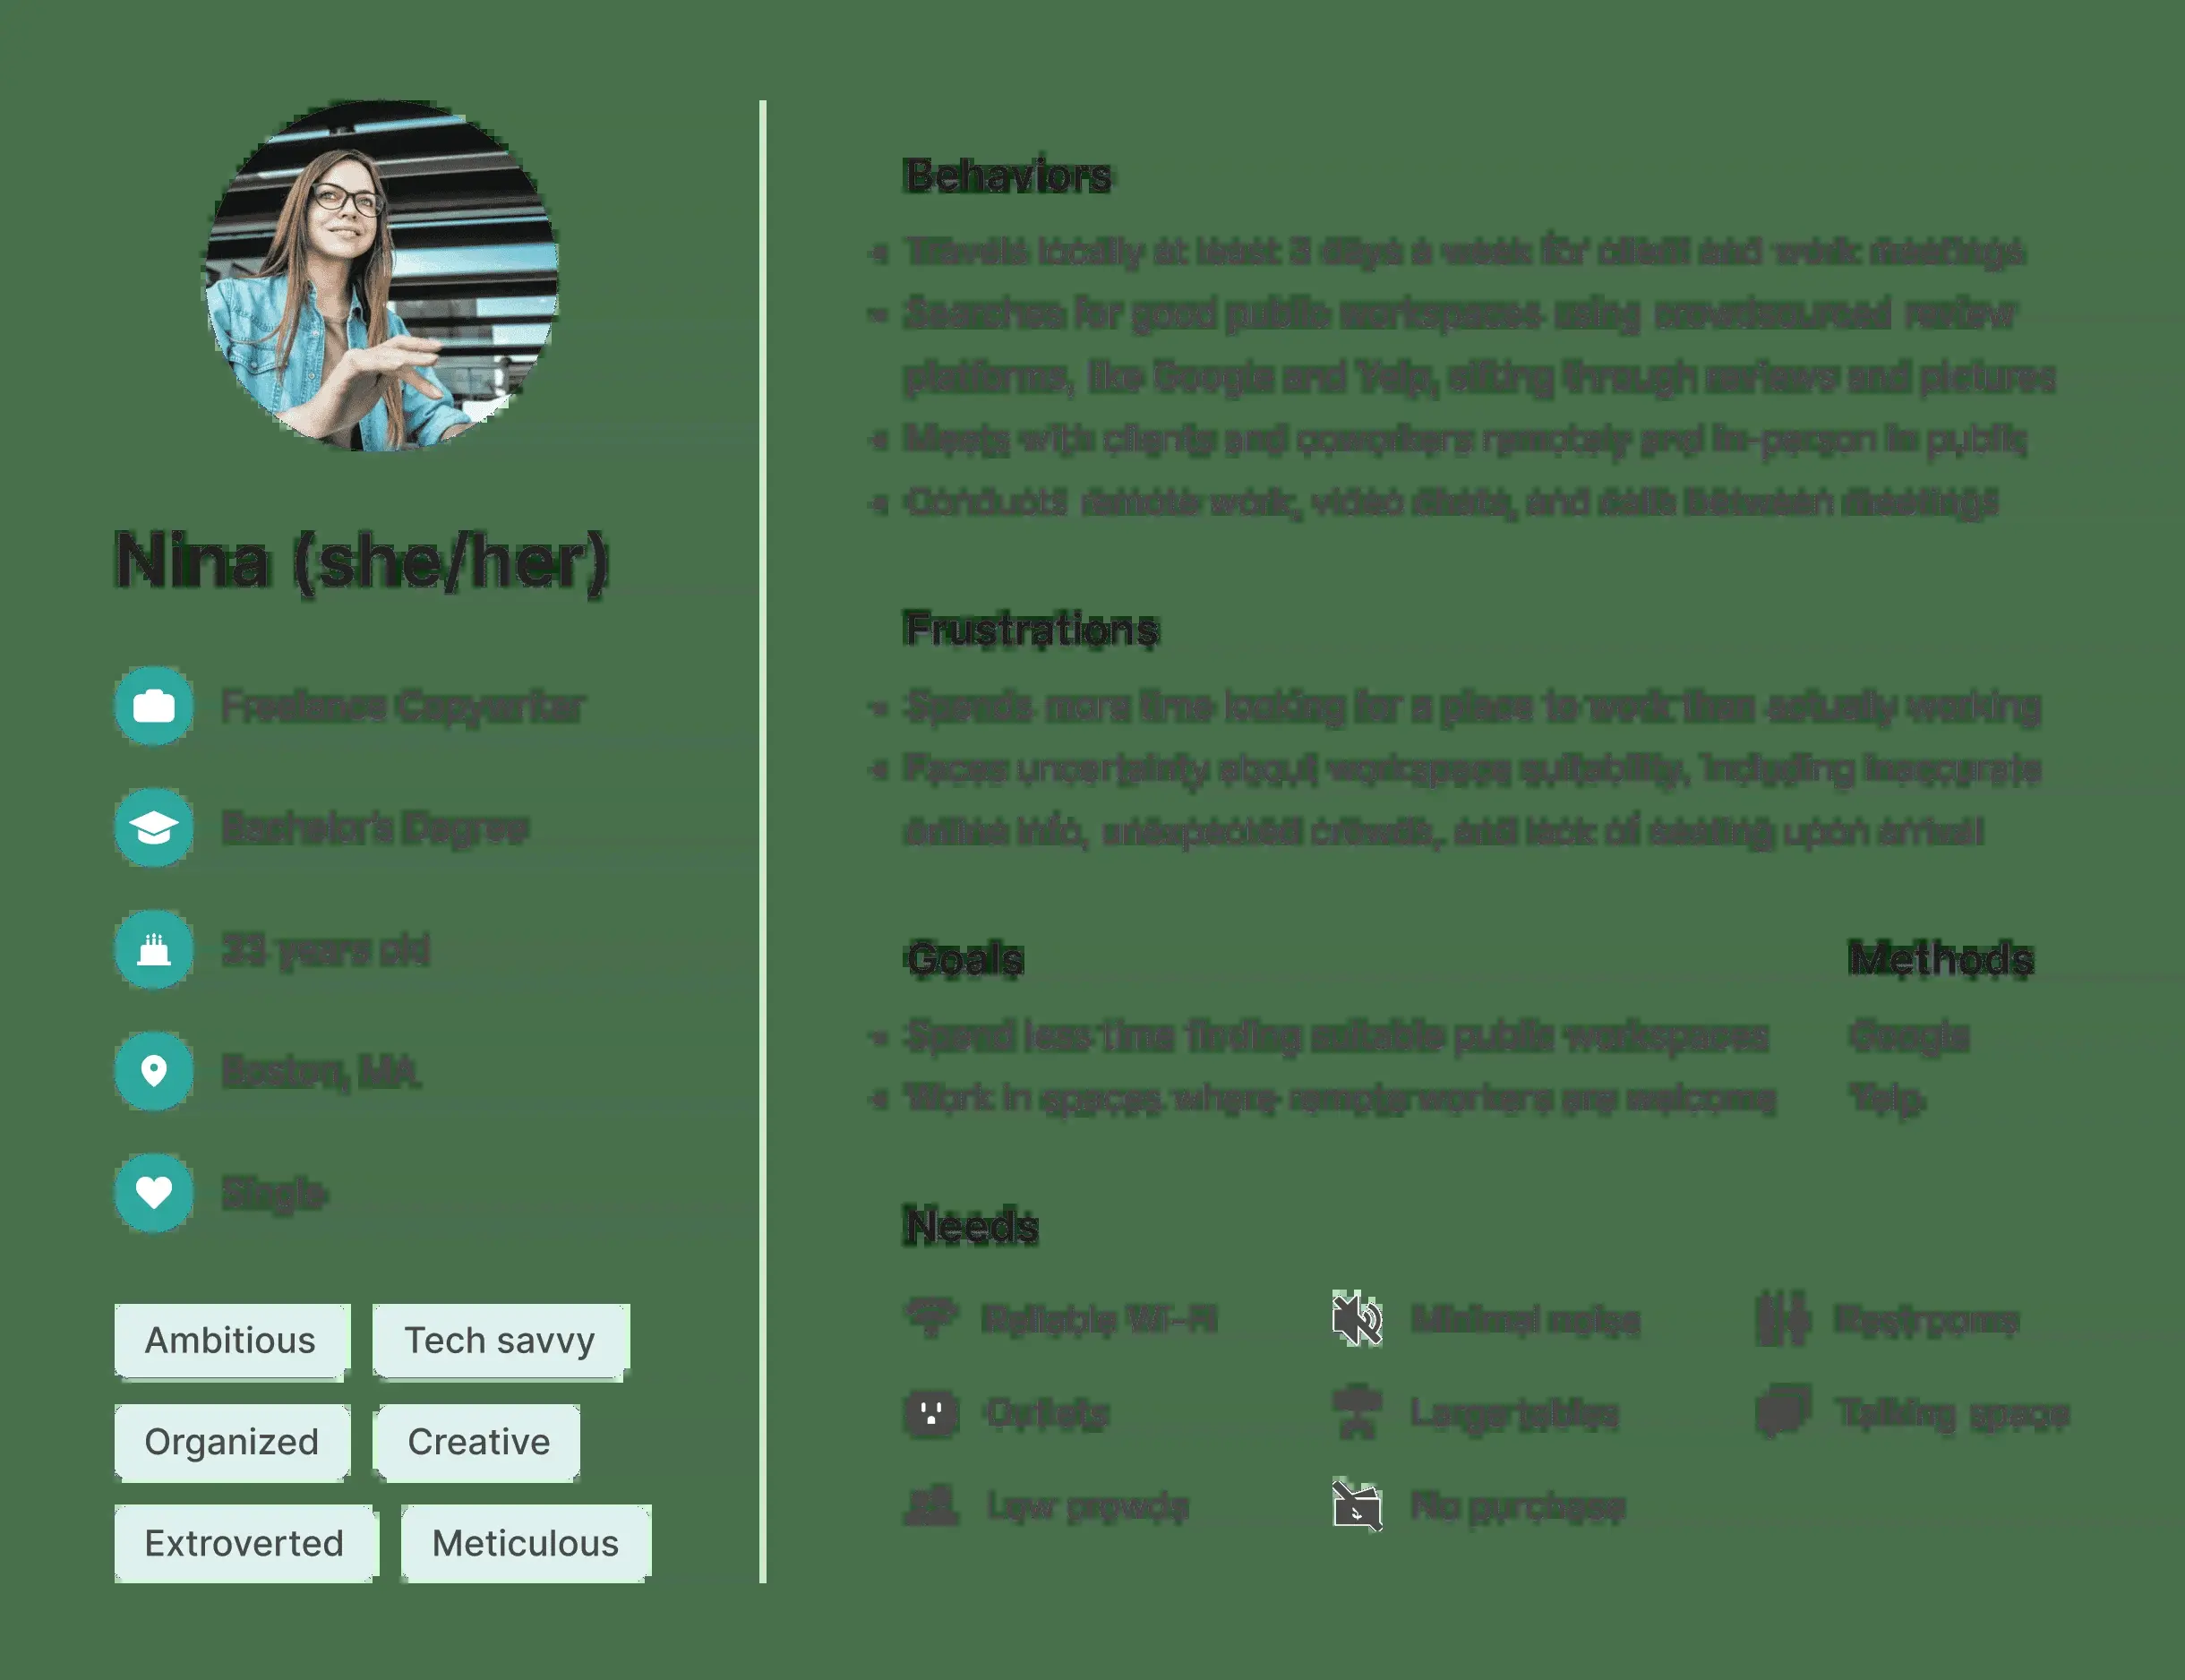 Nina (she/her)
Freelance Copywriter
Bachelor's Degree
33 years old
Boston, MA
Single
Ambitious
Tech savvy
Organized
Creative
Extroverted
Meticulous
Behaviors
• Travels locally at least 3 days a week for client and work meetings
• Searches for good public workspaces using crowdsourced review
platforms, like Google and Yelp, sifting through reviews and pictures
• Meets with clients and coworkers remotely and in-person in public
• Conducts remote work, video chats, and calls between meetings
Frustrations
• Spends more time looking for a place to work than actually working
• Faces uncertainty about workspace suitability, including inaccurate
online info, unexpected crowds, and lack of seating upon arrival
Goals
• Spend less time finding suitable public workspaces
• Work in spaces where remote workers are welcome
Methods
Google
Yelp
Needs
Reliable Wi-Fi
Minimal noise
Restrooms
Outlets
Large tables
Talking space
Low crowds
No purchase